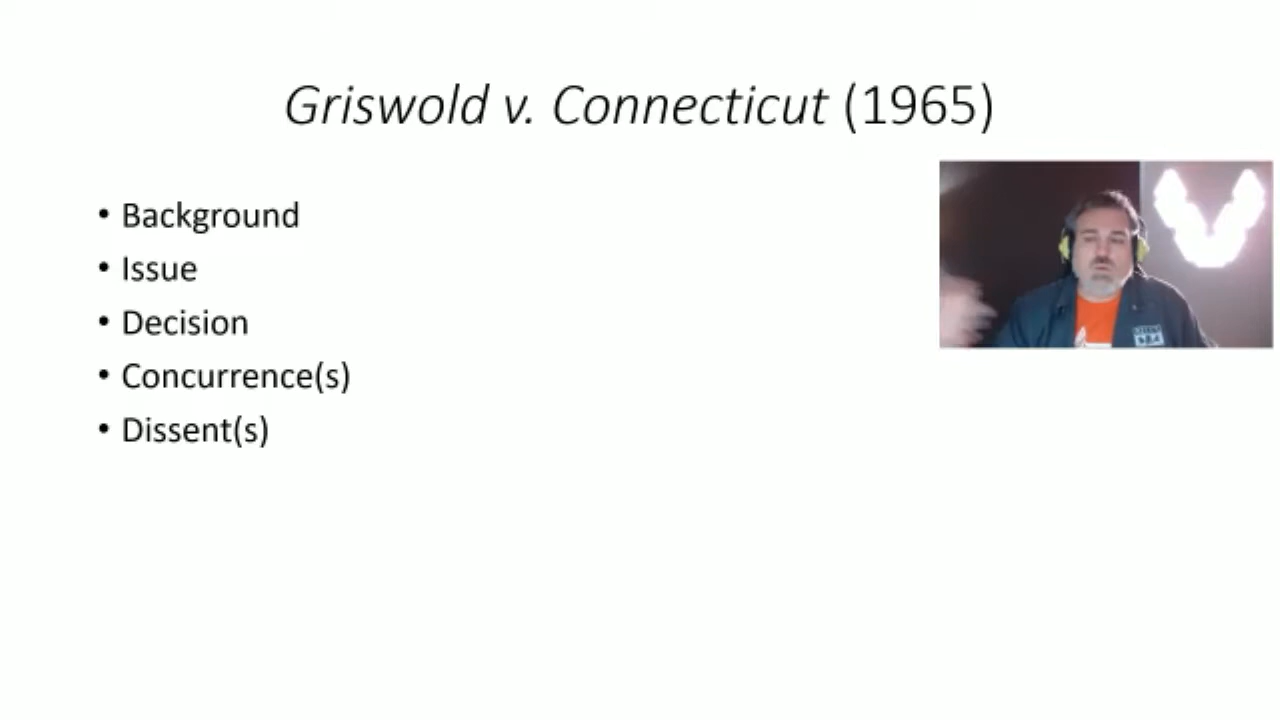 Griswold v. Connecticut (1965)
• Background
• Issue
• Decision
• Concurrence(s)
• Dissent(s)